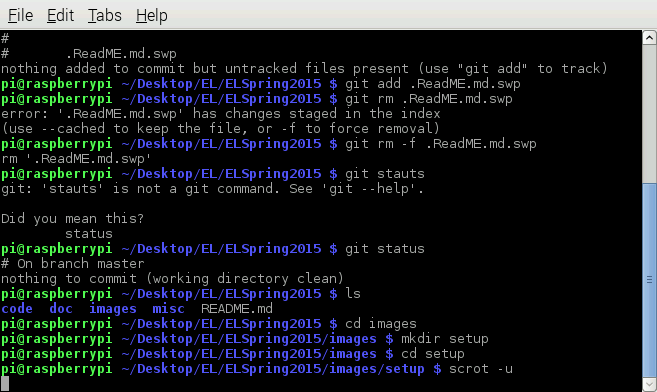 File Edit Tabs Help
#
#       .ReadME.md.swp
nothing added to commit but untracked files present (use "git add" to track)
pi@raspberrypi ~/Desktop/EL/ELSpring2015 $ git add .ReadME.md.swp
pi@raspberrypi ~/Desktop/EL/ELSpring2015 $ git rm .ReadME.md.swp
error: '.ReadME.md.swp' has changes staged in the index
(use --cached to keep the file, or -f to force removal)
pi@raspberrypi ~/Desktop/EL/ELSpring2015 $ git rm -f .ReadME.md.swp
rm '.ReadME.md.swp'
pi@raspberrypi ~/Desktop/EL/ELSpring2015 $ git stauts
git: 'stauts' is not a git command. See 'git --help'.
Did you mean this?
        status
pi@raspberrypi ~/Desktop/EL/ELSpring2015 $ git status
# On branch master
nothing to commit (working directory clean)
pi@raspberrypi ~/Desktop/EL/ELSpring2015 $ ls
code  doc  images  misc  README.md
pi@raspberrypi ~/Desktop/EL/ELSpring2015 $ cd images
pi@raspberrypi ~/Desktop/EL/ELSpring2015/images $ mkdir setup
pi@raspberrypi ~/Desktop/EL/ELSpring2015/images $ cd setup
pi@raspberrypi ~/Desktop/EL/ELSpring2015/images/setup $ scrot -u